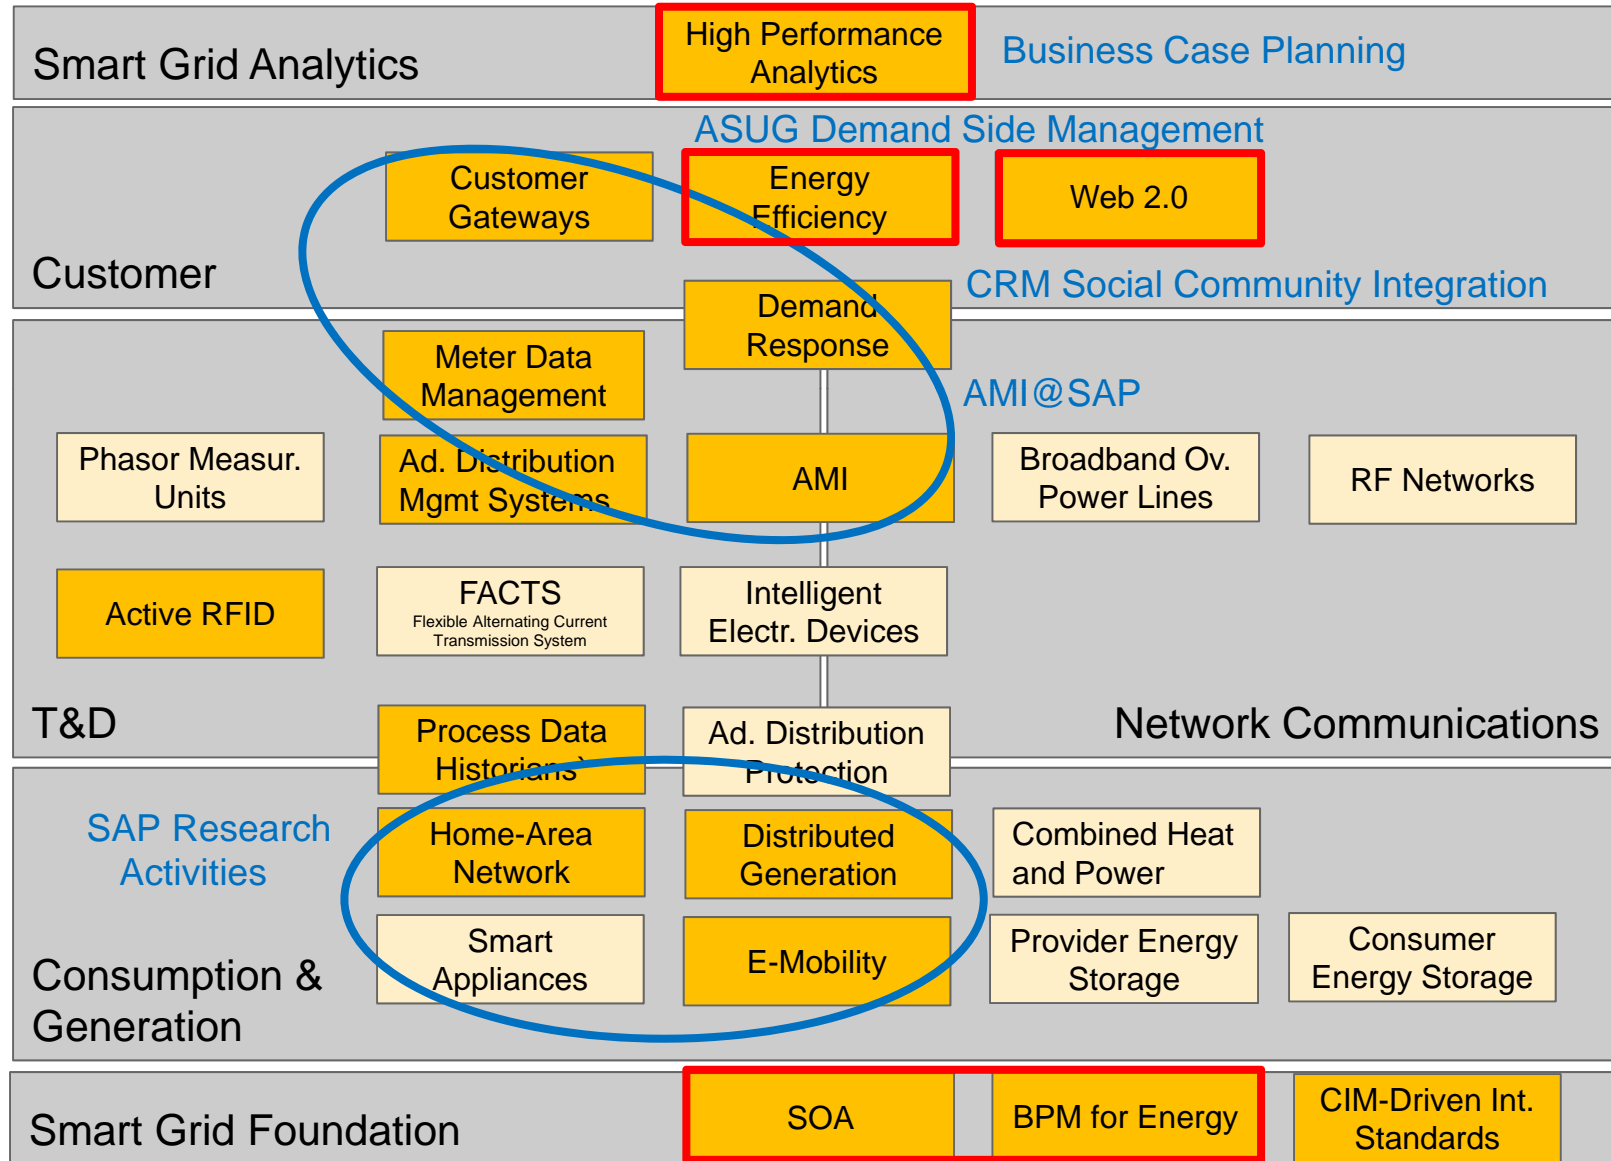 Smart Grid Analytics
High Performance
Analytics
Business Case Planning
ASUG Demand Side Management
Customer
Gateways
Energy
Efficiency
Web 2.0
Customer
CRM Social Community Integration
Demand
Response
Meter Data
Management
AMI@SAP
Phasor Measur.
Units
Ad. Distribution
Mgmt Systems
AMI
Broadband Ov.
Power Lines
RF Networks
Active RFID
FACTS
Flexible Alternating Current
Transmission System
Intelligent
Electr. Devices
T&D
Network Communications
Process Data
Historians`
Ad. Distribution
Protection
SAP Research
Activities
Home-Area
Network
Distributed
Generation
Combined Heat
and Power
Smart
Appliances
E-Mobility
Provider Energy
Storage
Consumer
Energy Storage
Consumption &
Generation
Smart Grid Foundation
SOA
BPM for Energy
CIM-Driven Int.
Standards